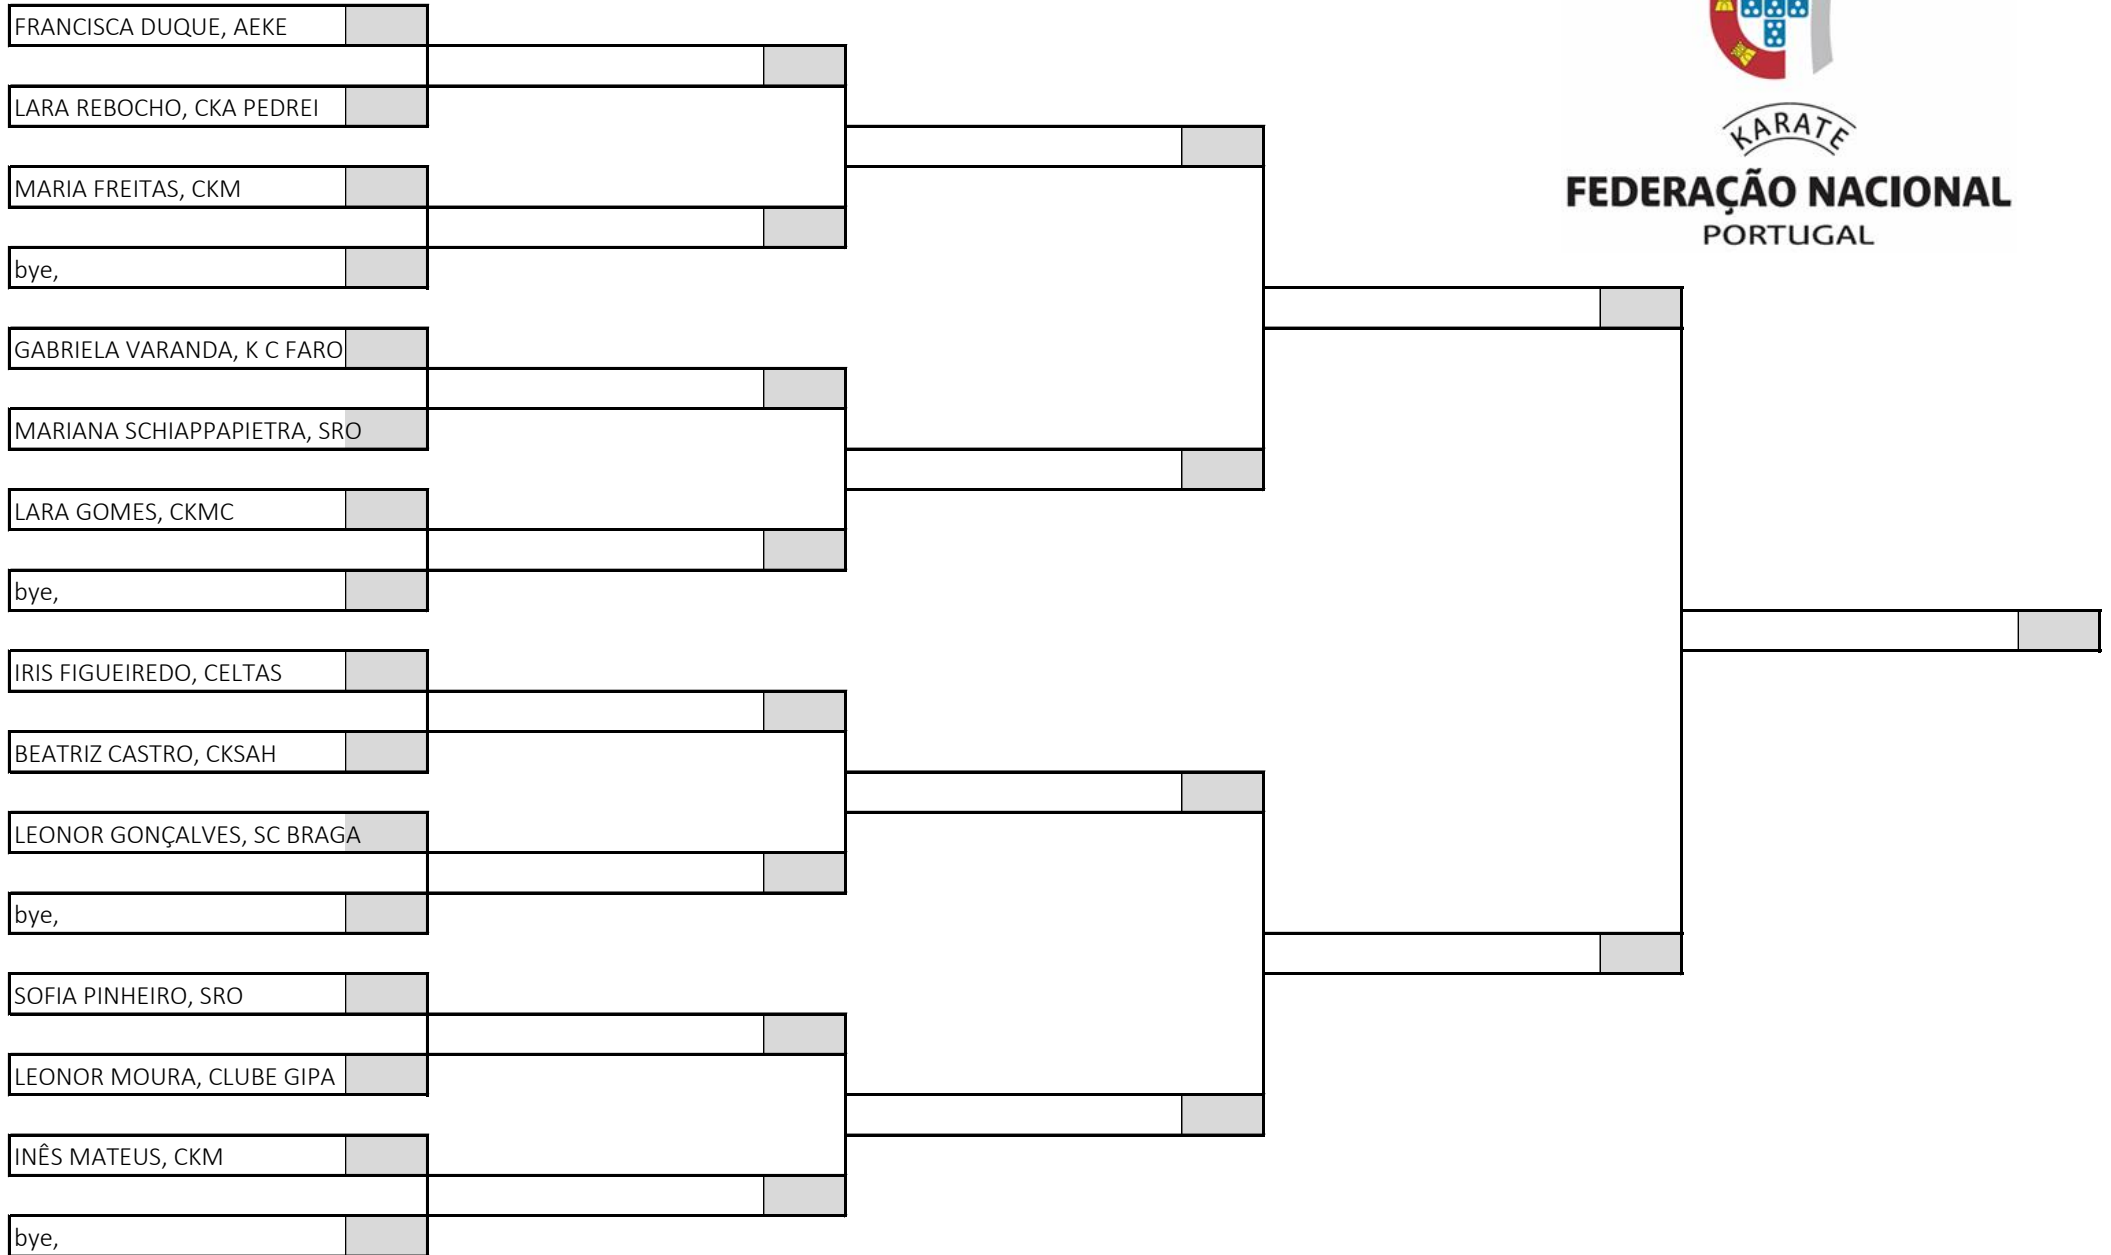 FRANCISCA DUQUE, AEKE
LARA REBOCHO, CKA PEDREI
KARATE
MARIA FREITAS, CKM
FEDERAÇÃO NACIONAL
PORTUGAL
bye,
GABRIELA VARANDA, K C FARO
MARIANA SCHIAPPAPIETRA, SRO
LARA GOMES, CKMC
bye,
IRIS FIGUEIREDO, CELTAS
BEATRIZ CASTRO, CKSAH
LEONOR GONÇALVES, SC BRAGA
bye,
SOFIA PINHEIRO, SRO
LEONOR MOURA, CLUBE GIPA
INÊS MATEUS, CKM
bye,